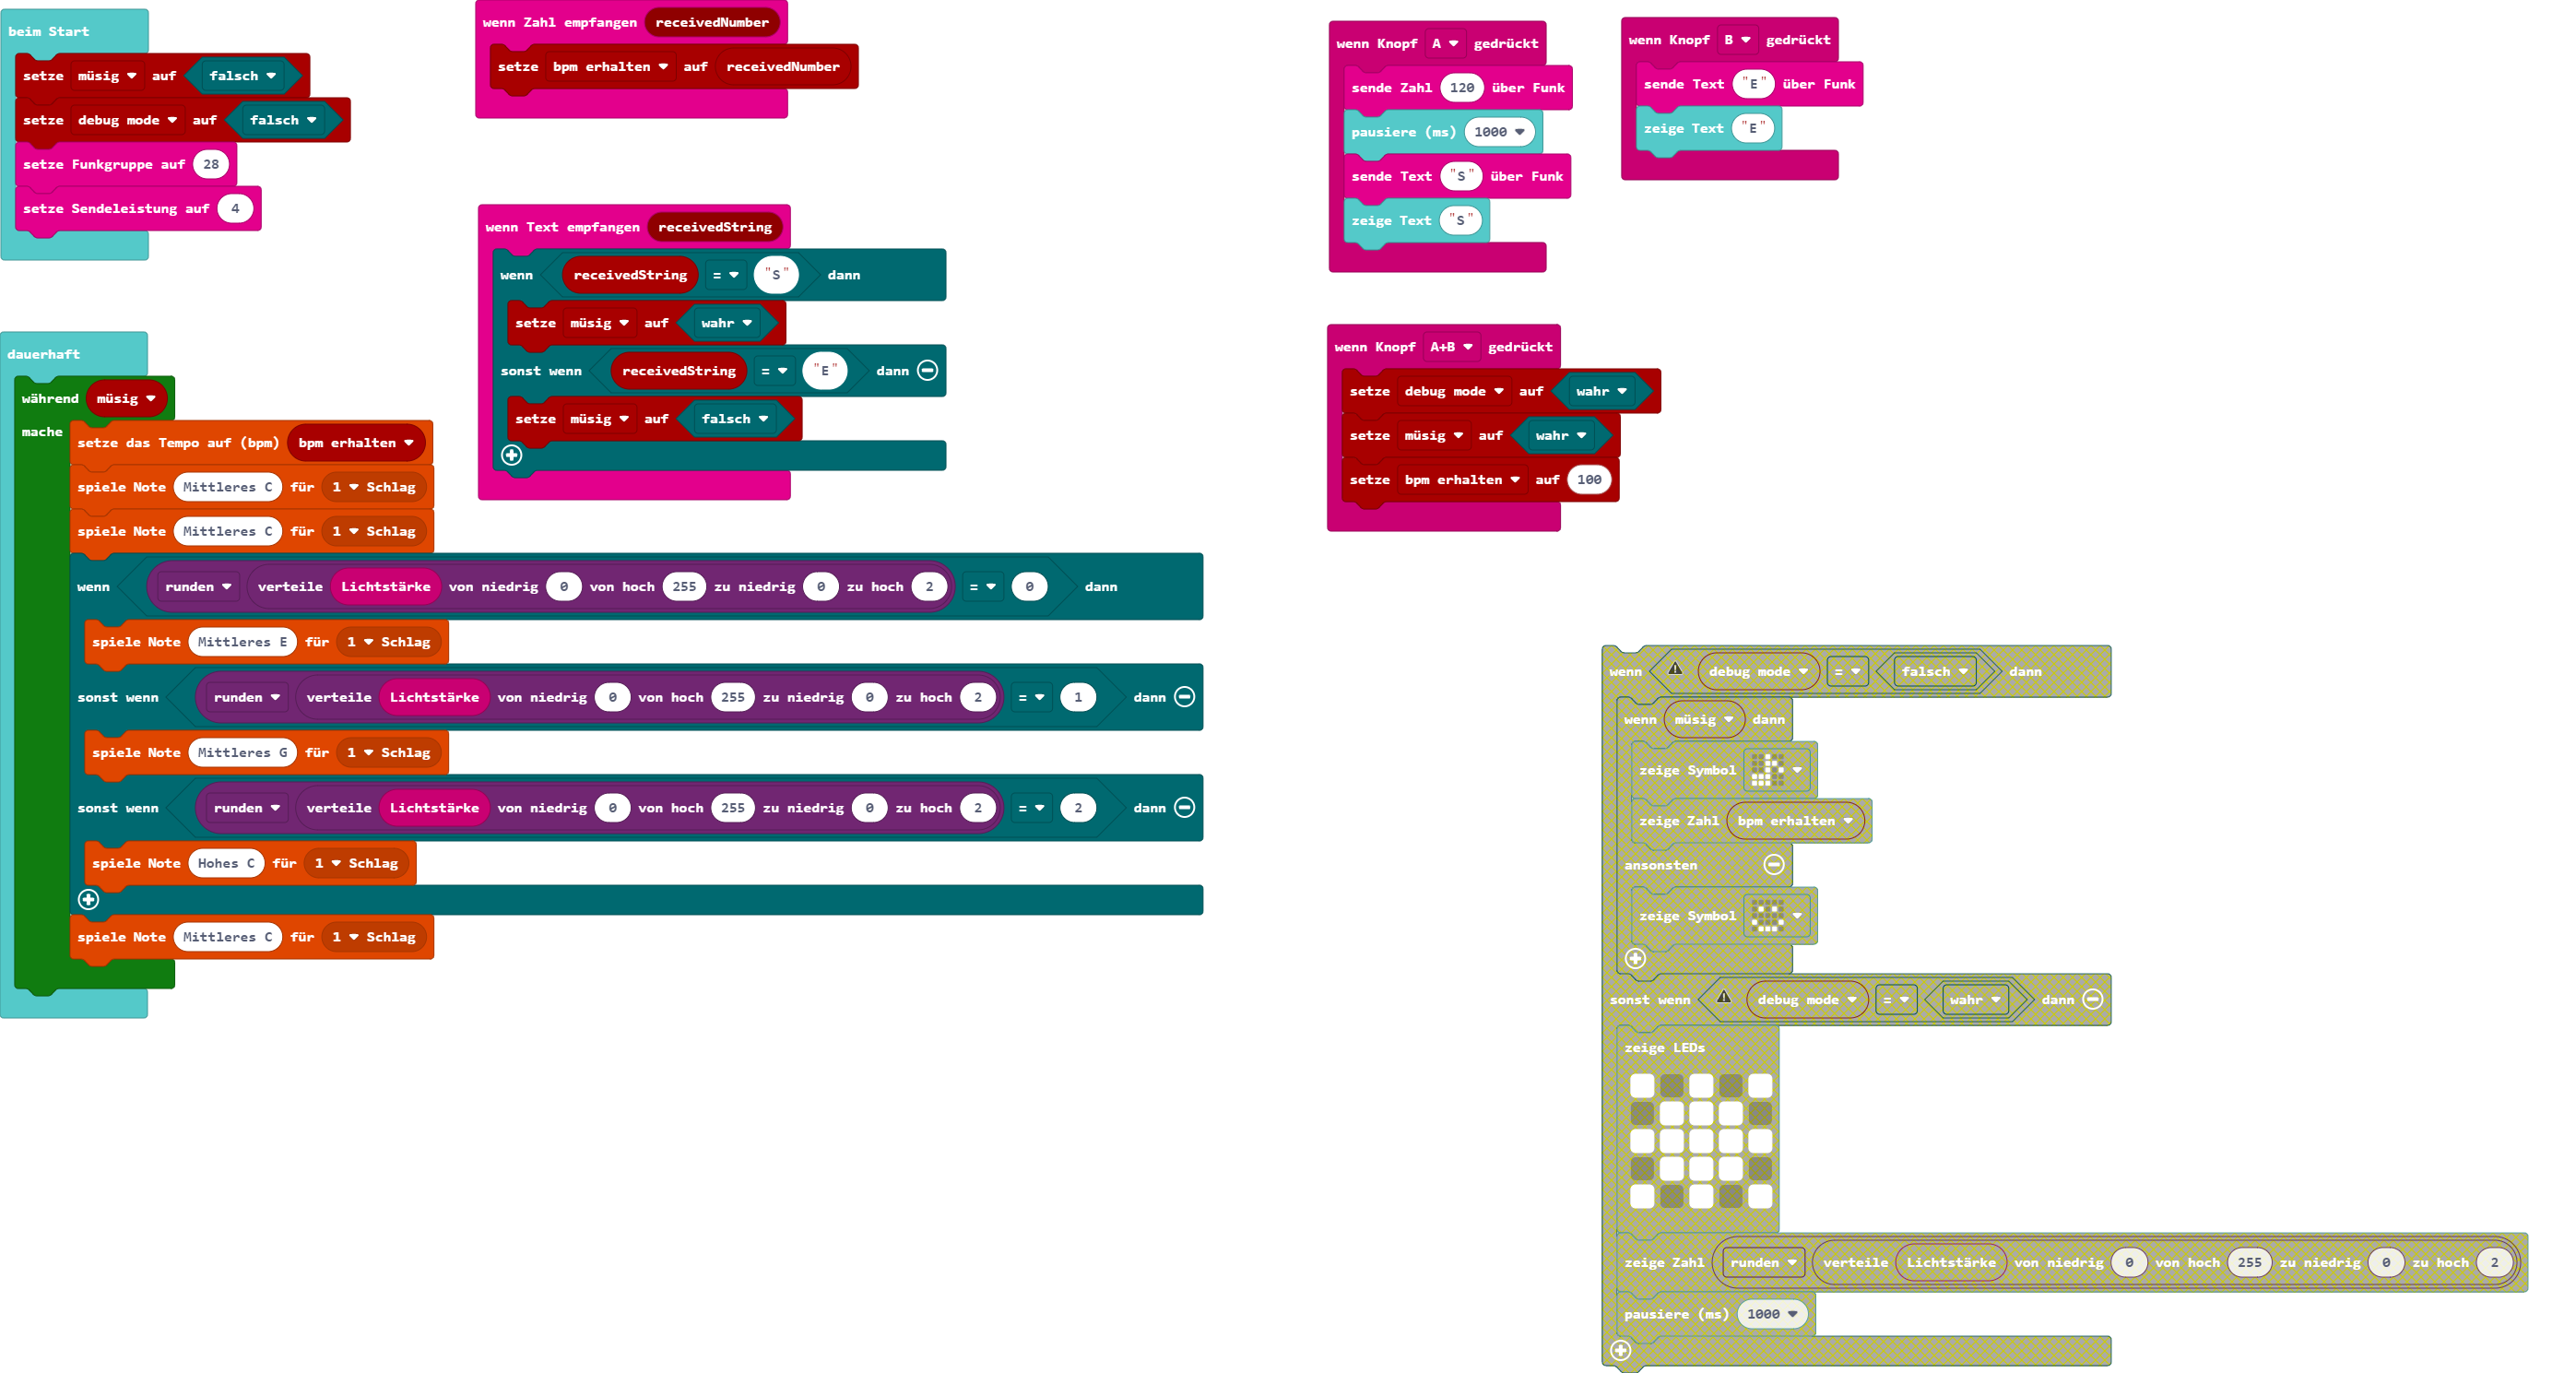 beim Start
setze müsig auf falsch
setze debug mode auf falsch
setze Funkgruppe auf 28
setze Sendeleistung auf 4
dauerhaft
während müsig
mache
setze das Tempo auf (bpm) bpm erhalten
spiele Note Mittleres C für 1 Schlag
spiele Note Mittleres C für 1 Schlag
wenn runden verteile Lichtstärke von niedrig 0 von hoch 255 zu niedrig 0 zu hoch 2 = 0 dann
spiele Note Mittleres E für 1 Schlag
sonst wenn runden verteile Lichtstärke von niedrig 0 von hoch 255 zu niedrig 0 zu hoch 2 = 1 dann
spiele Note Mittleres G für 1 Schlag
sonst wenn runden verteile Lichtstärke von niedrig 0 von hoch 255 zu niedrig 0 zu hoch 2 = 2 dann
spiele Note Hohes C für 1 Schlag
spiele Note Mittleres C für 1 Schlag
wenn Zahl empfangen receivedNumber
setze bpm erhalten auf receivedNumber
wenn Text empfangen receivedString
wenn receivedString = "S" dann
setze müsig auf wahr
sonst wenn receivedString = "E" dann
setze müsig auf falsch
wenn Knopf A gedrückt
sende Zahl 120 über Funk
pausiere (ms) 1000
sende Text "S" über Funk
zeige Text "S"
wenn Knopf B gedrückt
sende Text "E" über Funk
zeige Text "E"
wenn Knopf A+B gedrückt
setze debug mode auf wahr
setze müsig auf wahr
setze bpm erhalten auf 100
wenn debug mode = falsch dann
wenn müsig dann
zeige Symbol
zeige Zahl bpm erhalten
ansonsten
zeige Symbol
sonst wenn debug mode = wahr dann
zeige LEDs
zeige Zahl runden verteile Lichtstärke von niedrig 0 von hoch 255 zu niedrig 0 zu hoch 2
pausiere (ms) 1000